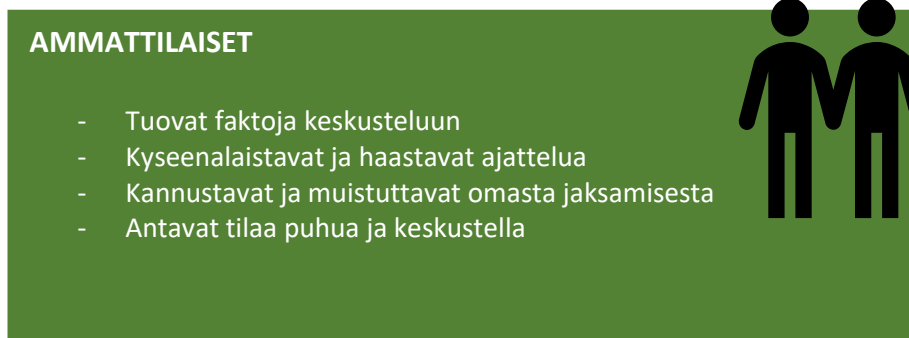 AMMATTILAISET
- Tuovat faktoja keskusteluun
- Kyseenalaistavat ja haastavat ajattelua
- Kannustavat ja muistuttavat omasta jaksamisesta
- Antavat tilaa puhua ja keskustella